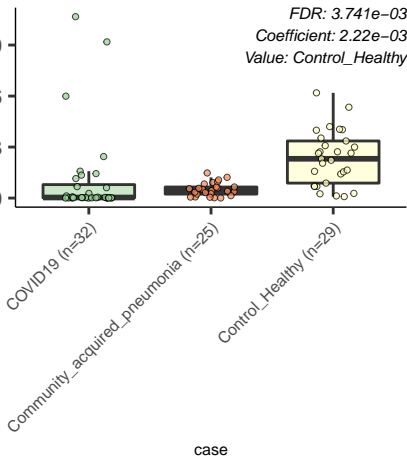 FDR: 3.741e−03
Coefficient: 2.22e−03
Value: Control_Healthy
COVID19 (n=32)
Community_acquired_pneumonia (n=25)
Control_Healthy (n=29)
case